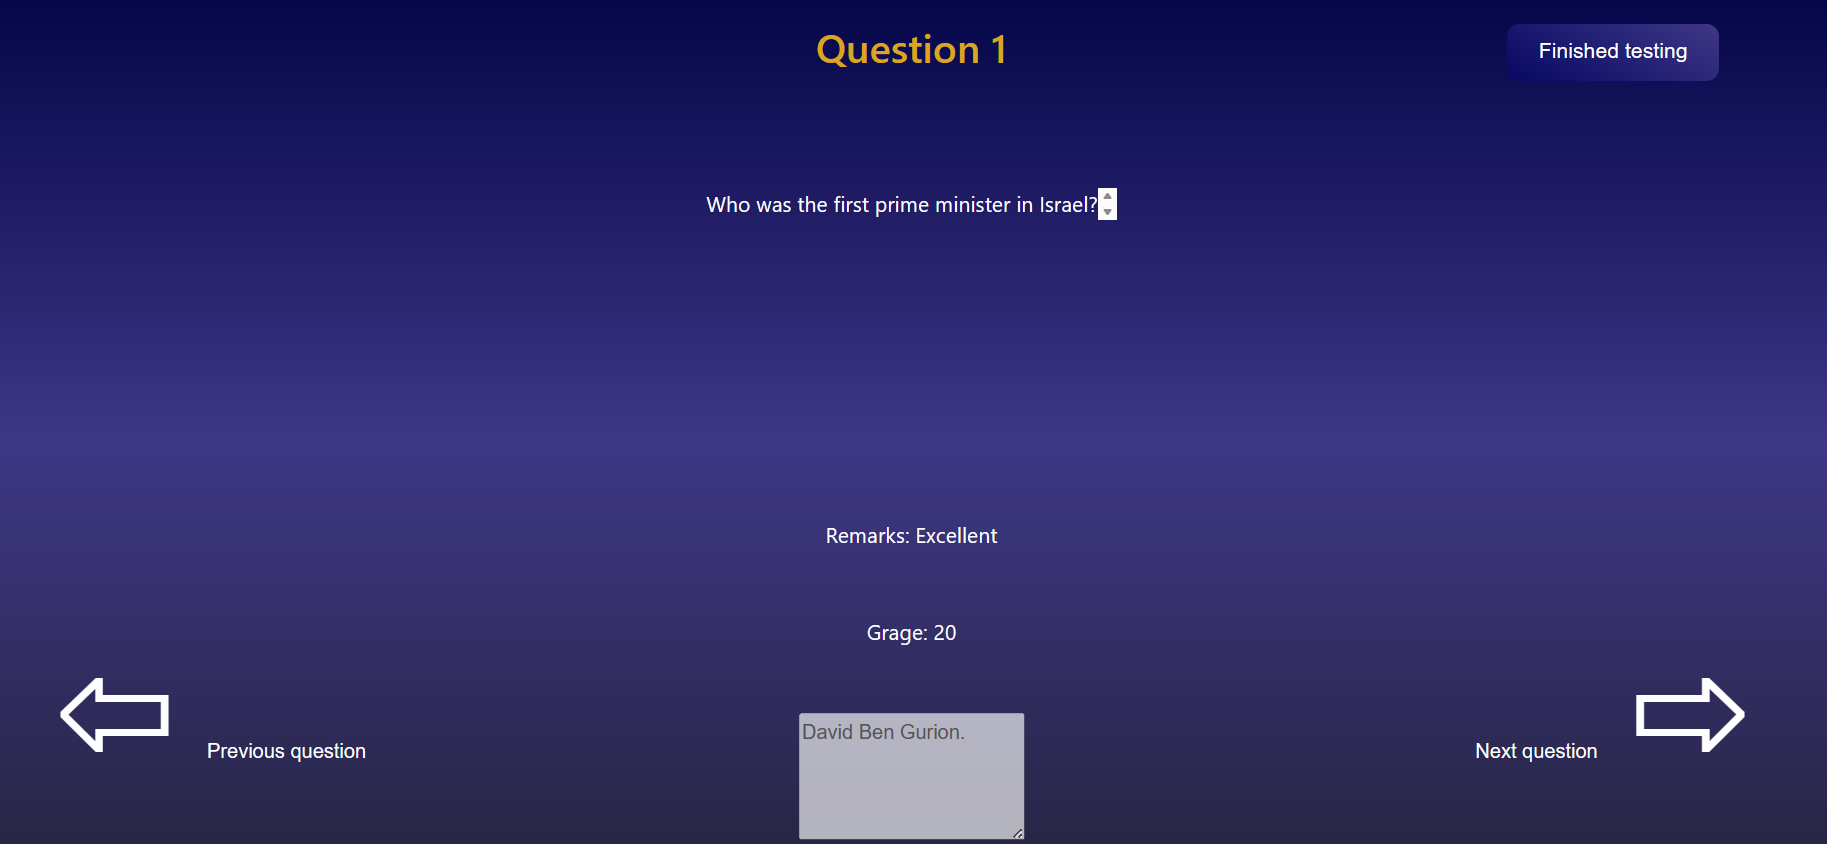 Question 1
Finished testing
Who was the first prime minister in Israel?
Remarks: Excellent
Grage: 20
David Ben Gurion.
Previous question
Next question